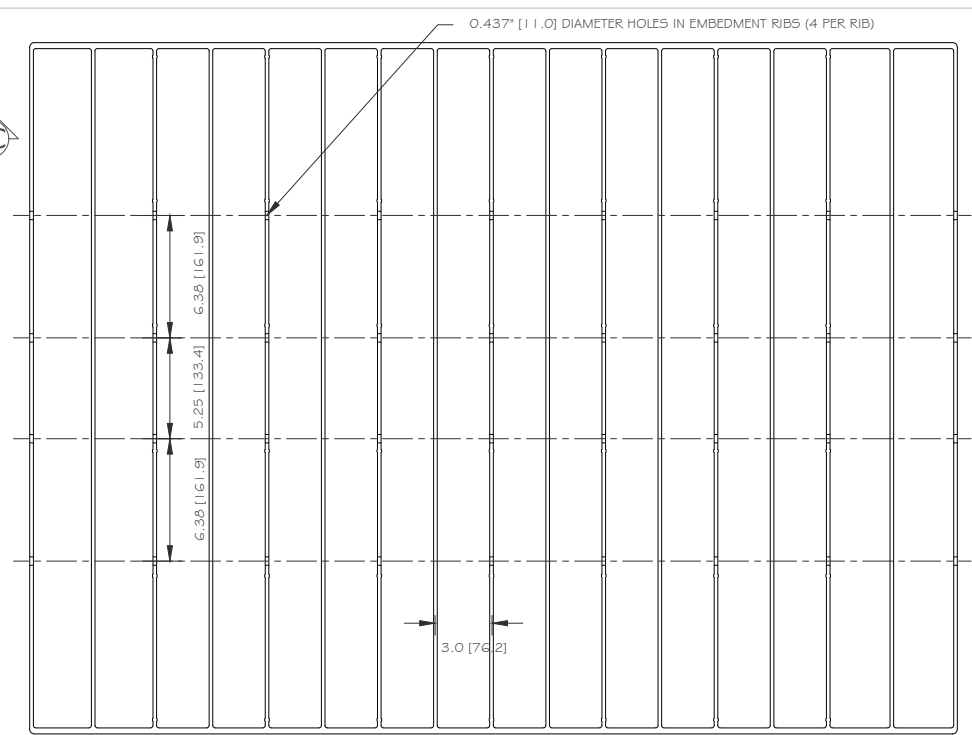 0.437" [11.0] DIAMETER HOLES IN EMBEDMENT RIBS (4 PER RIB)
6.38 [161.9]
5.25 [133.4]
6.38 [161.9]
3.0 [76.2]